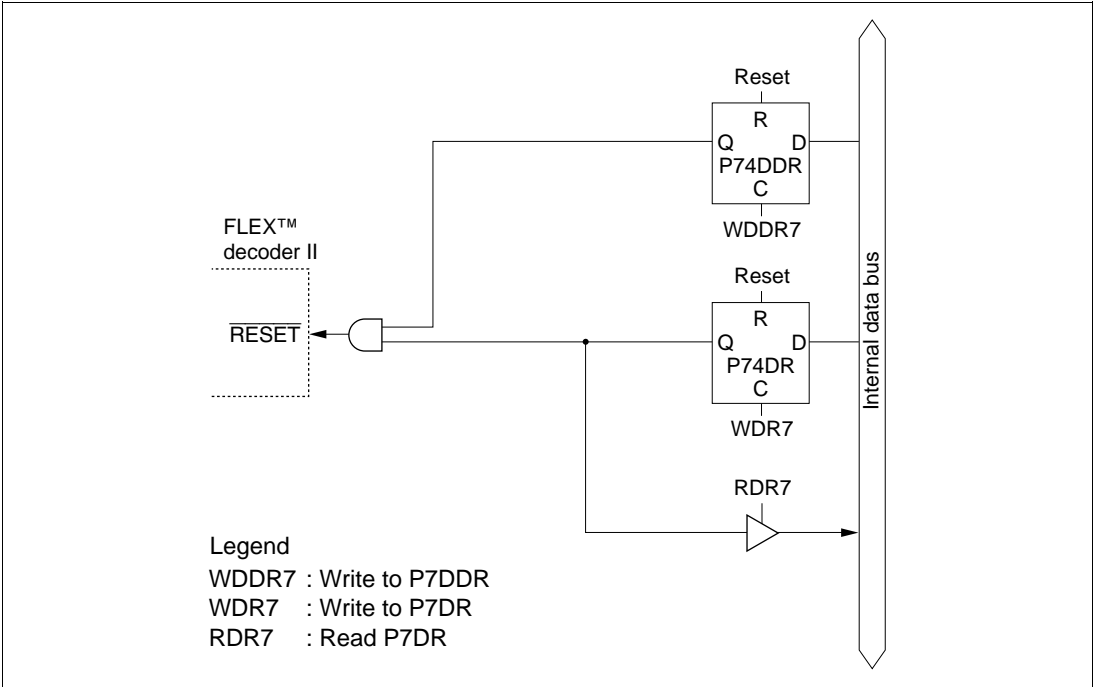 Reset
R
Q D
P74DDR
C
WDDR7
FLEX™
decoder II
Reset
R
RESET
Q D
P74DR
C
WDR7
Internal data bus
RDR7
Legend
WDDR7 : Write to P7DDR
WDR7 : Write to P7DR
RDR7 : Read P7DR